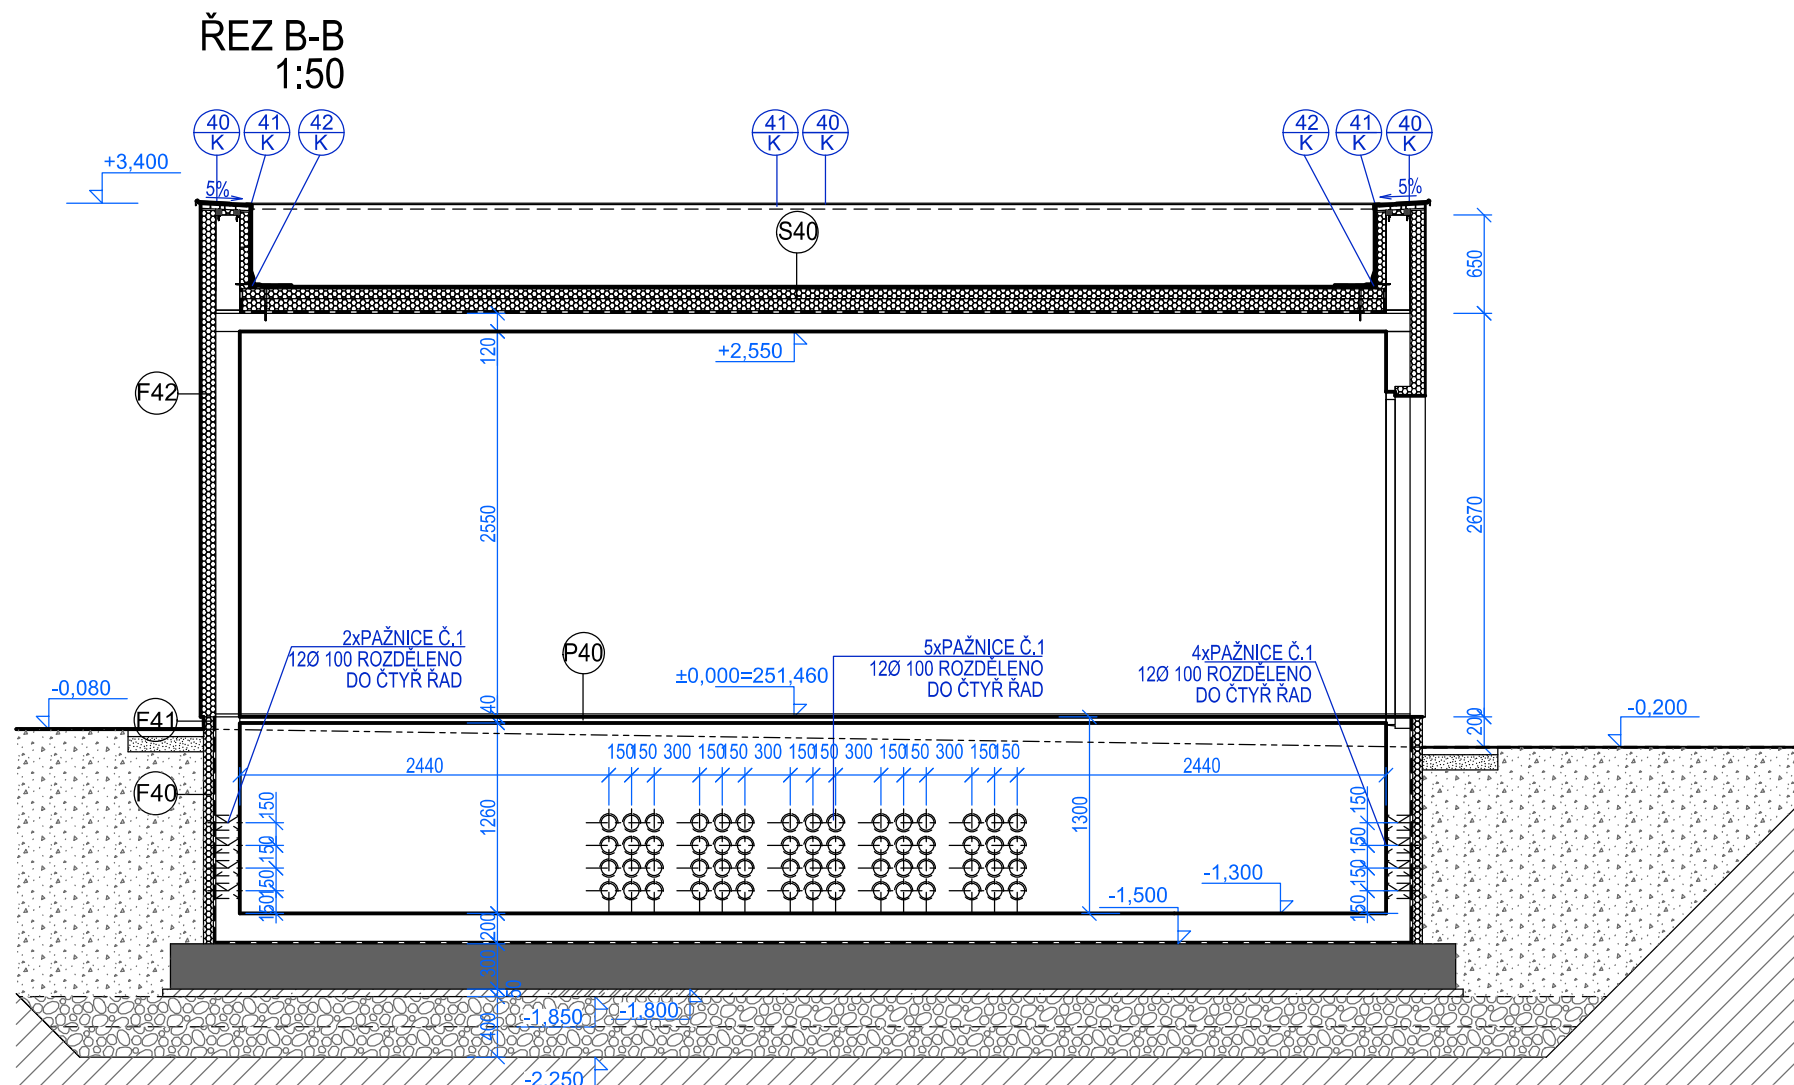 ŘEZ B-B
1:50
40 41 42 41 40 42 41 40
K K K K K K K K
+3,400
5% 5%
S40
650
120
+2,550
F42
2550
2670
2xPAŽNICE Č.1
12Ø 100 ROZDĚLENO
DO ČTYŘ ŘAD
P40
5xPAŽNICE Č.1
12Ø 100 ROZDĚLENO
DO ČTYŘ ŘAD
4xPAŽNICE Č.1
12Ø 100 ROZDĚLENO
DO ČTYŘ ŘAD
±0,000=251,460
-0,080
40
-0,200
F41
200
150 150 300 150 150 300 150 150 300 150 150 300 150 150
2440 2440
F40
150 150 150 150
1260
1300
150 150 150 150
-1,300
-1,500
200
300
50
-1,850
-1,800
400
-2,250